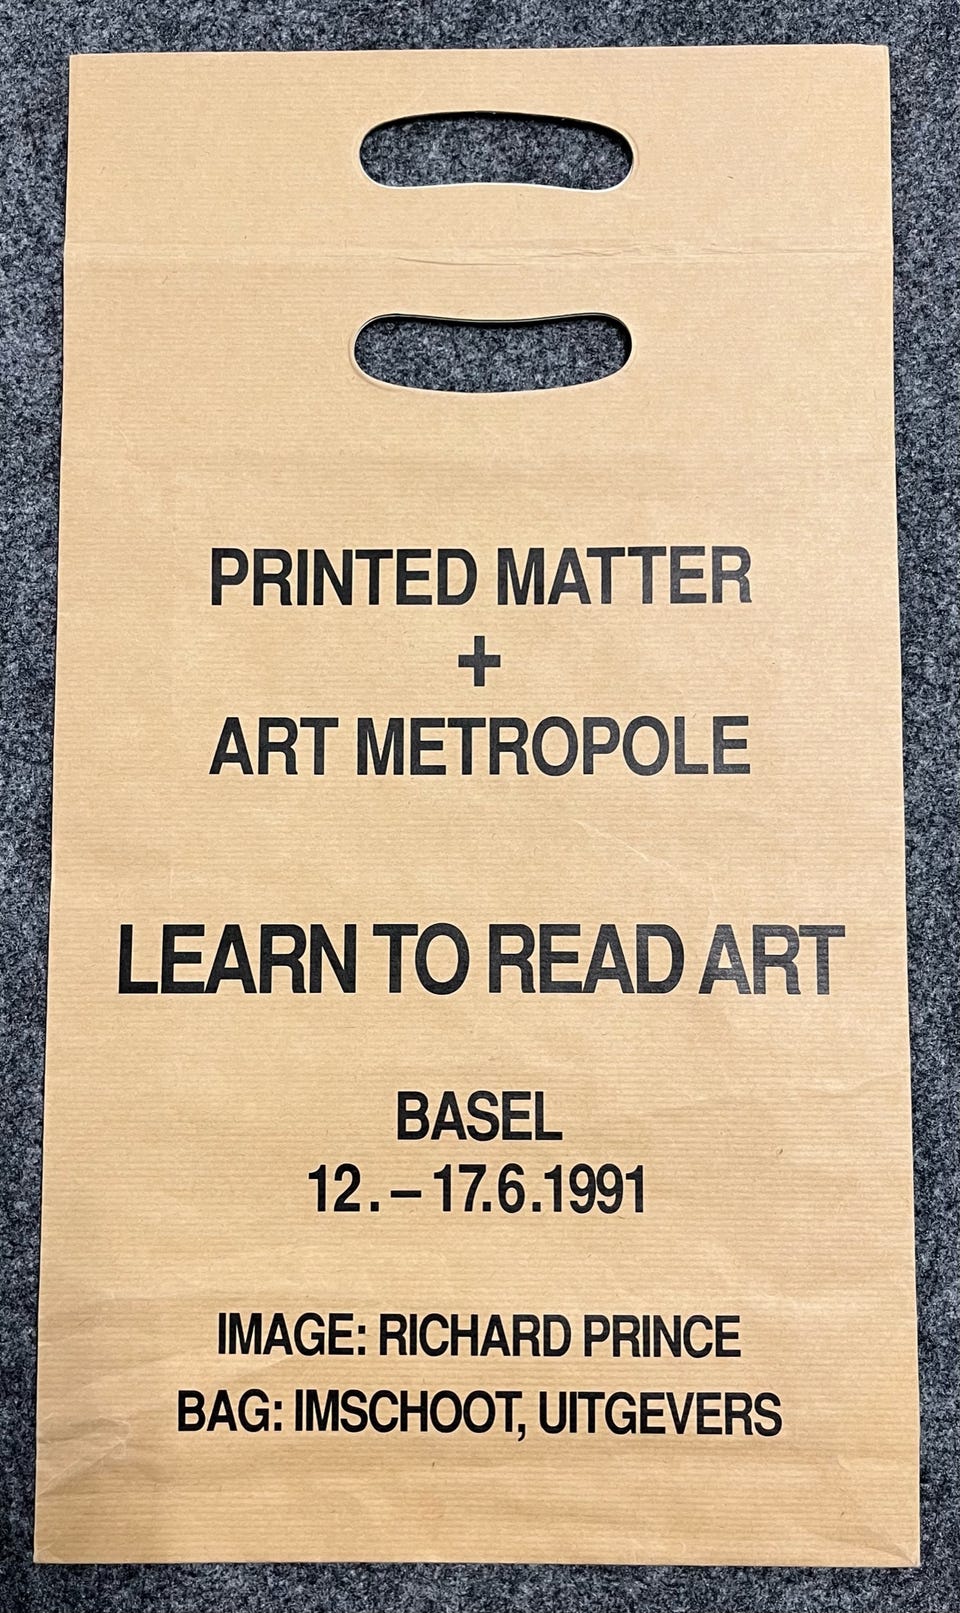 PRINTED MATTER
+
ART METROPOLE
LEARN TO READ ART
BASEL
12. – 17.6.1991
IMAGE: RICHARD PRINCE
BAG: IMSCHOOT, UITGEVERS